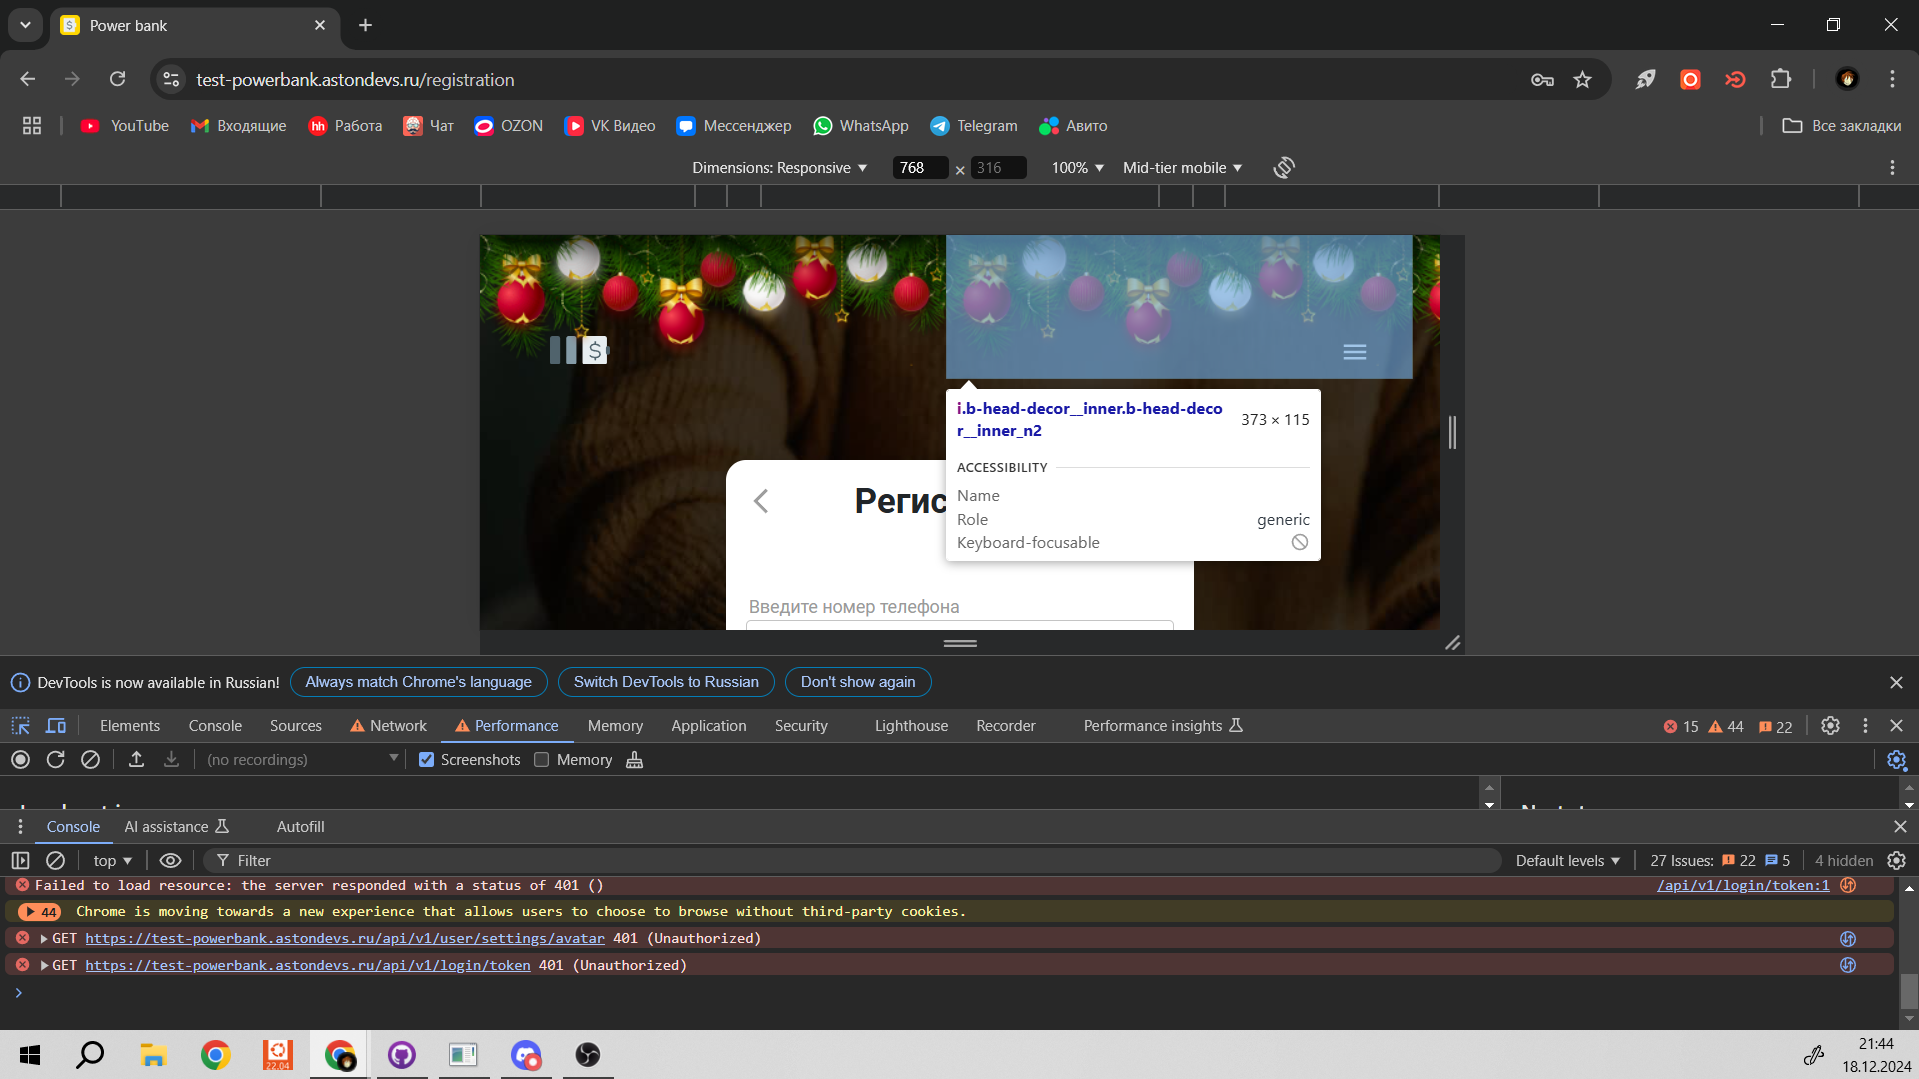 Power bank
test-powerbank.astondevs.ru/registration
YouTube
Входящие
hh
Работа
Чат
OZON
VK Видео
Мессенджер
WhatsApp
Telegram
Авито
Все закладки
Dimensions: Responsive
768
×
316
100%
Mid-tier mobile
$
i.b-head-decor__inner.b-head-deco
r__inner_n2
373 × 115
ACCESSIBILITY
Name
Role
generic
Keyboard-focusable
Регис
Введите номер телефона
DevTools is now available in Russian!
Always match Chrome's language
Switch DevTools to Russian
Don't show again
Elements
Console
Sources
Network
Performance
Memory
Application
Security
Lighthouse
Recorder
Performance insights
15
44
22
(no recordings)
Screenshots
Memory
Console
AI assistance
Autofill
top
Filter
Default levels
27 Issues:
22
5
4 hidden
Failed to load resource: the server responded with a status of 401 ()
/api/v1/login/token:1
44
Chrome is moving towards a new experience that allows users to choose to browse without third-party cookies.
GET https://test-powerbank.astondevs.ru/api/v1/user/settings/avatar 401 (Unauthorized)
GET https://test-powerbank.astondevs.ru/api/v1/login/token 401 (Unauthorized)
22.04
21:44
18.12.2024